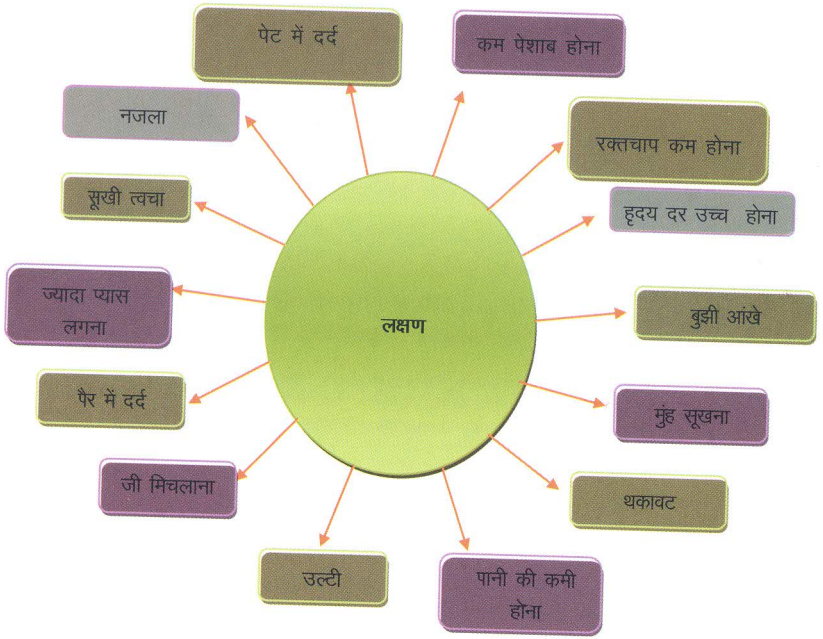 पेट में दर्द
कम पेशाब होना
नजला
रक्तचाप कम होना
सूखी त्वचा
हृदय दर उच्च होना
ज्यादा प्यास
लगना
लक्षण
बुझी आंखे
पैर में दर्द
मुंह सूखना
जी मिचलाना
थकावट
उल्टी
पानी की कमी
होना